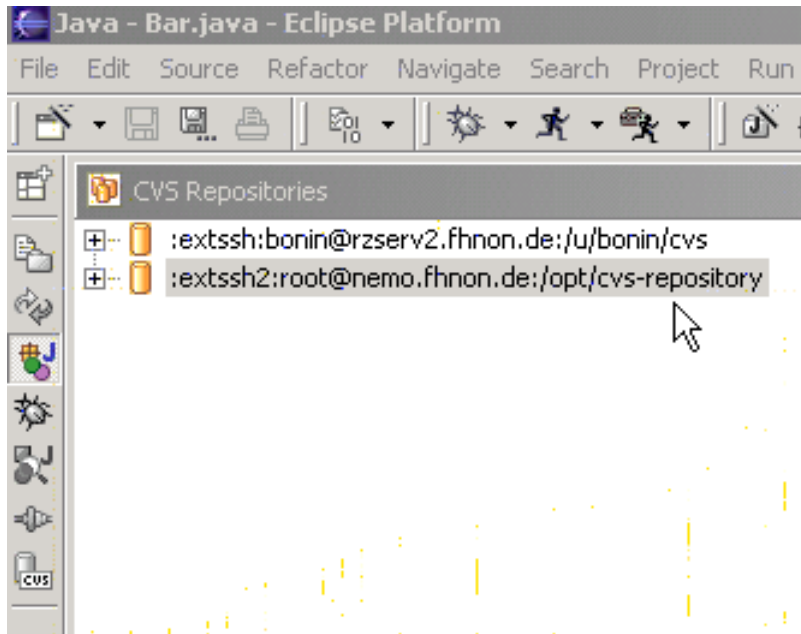 Java - Bar.java - Eclipse Platform
File Edit Source Refactor Navigate Search Project Run
CVS Repositories
:extssh:bonin@rzserv2.fhnon.de:/u/bonin/cvs
:extssh2:root@nemo.fhnon.de:/opt/cvs-repository
CVS